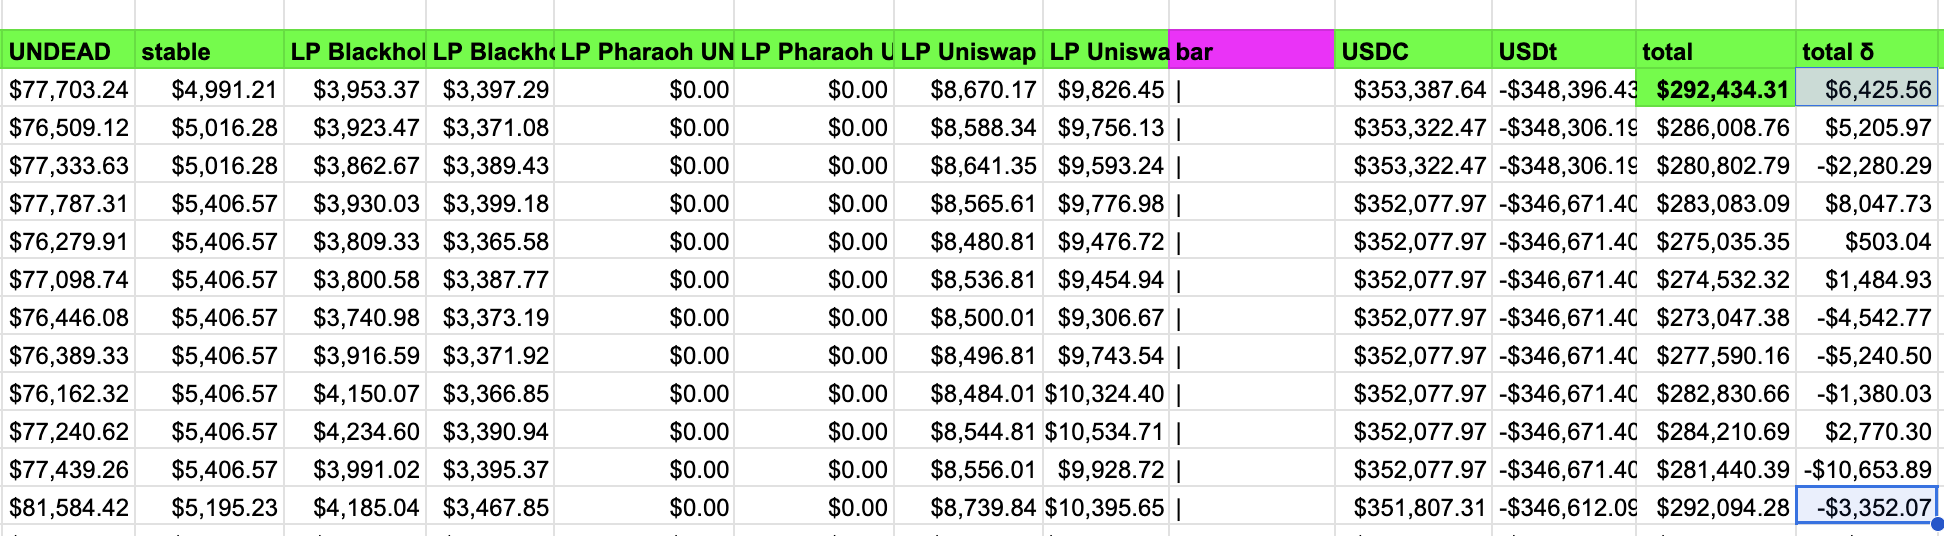 UNDEAD stable LP Blackhol LP Blackho LP Pharaoh UN LP Pharaoh U LP Uniswap LP Uniswa bar USDC USDt total total δ
$77,703.24 $4,991.21 $3,953.37 $3,397.29 $0.00 $0.00 $8,670.17 $9,826.45 | $353,387.64 -$348,396.43 $292,434.31 $6,425.56
$76,509.12 $5,016.28 $3,923.47 $3,371.08 $0.00 $0.00 $8,588.34 $9,756.13 | $353,322.47 -$348,306.19 $286,008.76 $5,205.97
$77,333.63 $5,016.28 $3,862.67 $3,389.43 $0.00 $0.00 $8,641.35 $9,593.24 | $353,322.47 -$348,306.19 $280,802.79 -$2,280.29
$77,787.31 $5,406.57 $3,930.03 $3,399.18 $0.00 $0.00 $8,565.61 $9,776.98 | $352,077.97 -$346,671.40 $283,083.09 $8,047.73
$76,279.91 $5,406.57 $3,809.33 $3,365.58 $0.00 $0.00 $8,480.81 $9,476.72 | $352,077.97 -$346,671.40 $275,035.35 $503.04
$77,098.74 $5,406.57 $3,800.58 $3,387.77 $0.00 $0.00 $8,536.81 $9,454.94 | $352,077.97 -$346,671.40 $274,532.32 $1,484.93
$76,446.08 $5,406.57 $3,740.98 $3,373.19 $0.00 $0.00 $8,500.01 $9,306.67 | $352,077.97 -$346,671.40 $273,047.38 -$4,542.77
$76,389.33 $5,406.57 $3,916.59 $3,371.92 $0.00 $0.00 $8,496.81 $9,743.54 | $352,077.97 -$346,671.40 $277,590.16 -$5,240.50
$76,162.32 $5,406.57 $4,150.07 $3,366.85 $0.00 $0.00 $8,484.01 $10,324.40 | $352,077.97 -$346,671.40 $282,830.66 -$1,380.03
$77,240.62 $5,406.57 $4,234.60 $3,390.94 $0.00 $0.00 $8,544.81 $10,534.71 | $352,077.97 -$346,671.40 $284,210.69 $2,770.30
$77,439.26 $5,406.57 $3,991.02 $3,395.37 $0.00 $0.00 $8,556.01 $9,928.72 | $352,077.97 -$346,671.40 $281,440.39 -$10,653.89
$81,584.42 $5,195.23 $4,185.04 $3,467.85 $0.00 $0.00 $8,739.84 $10,395.65 | $351,807.31 -$346,612.09 $292,094.28 -$3,352.07